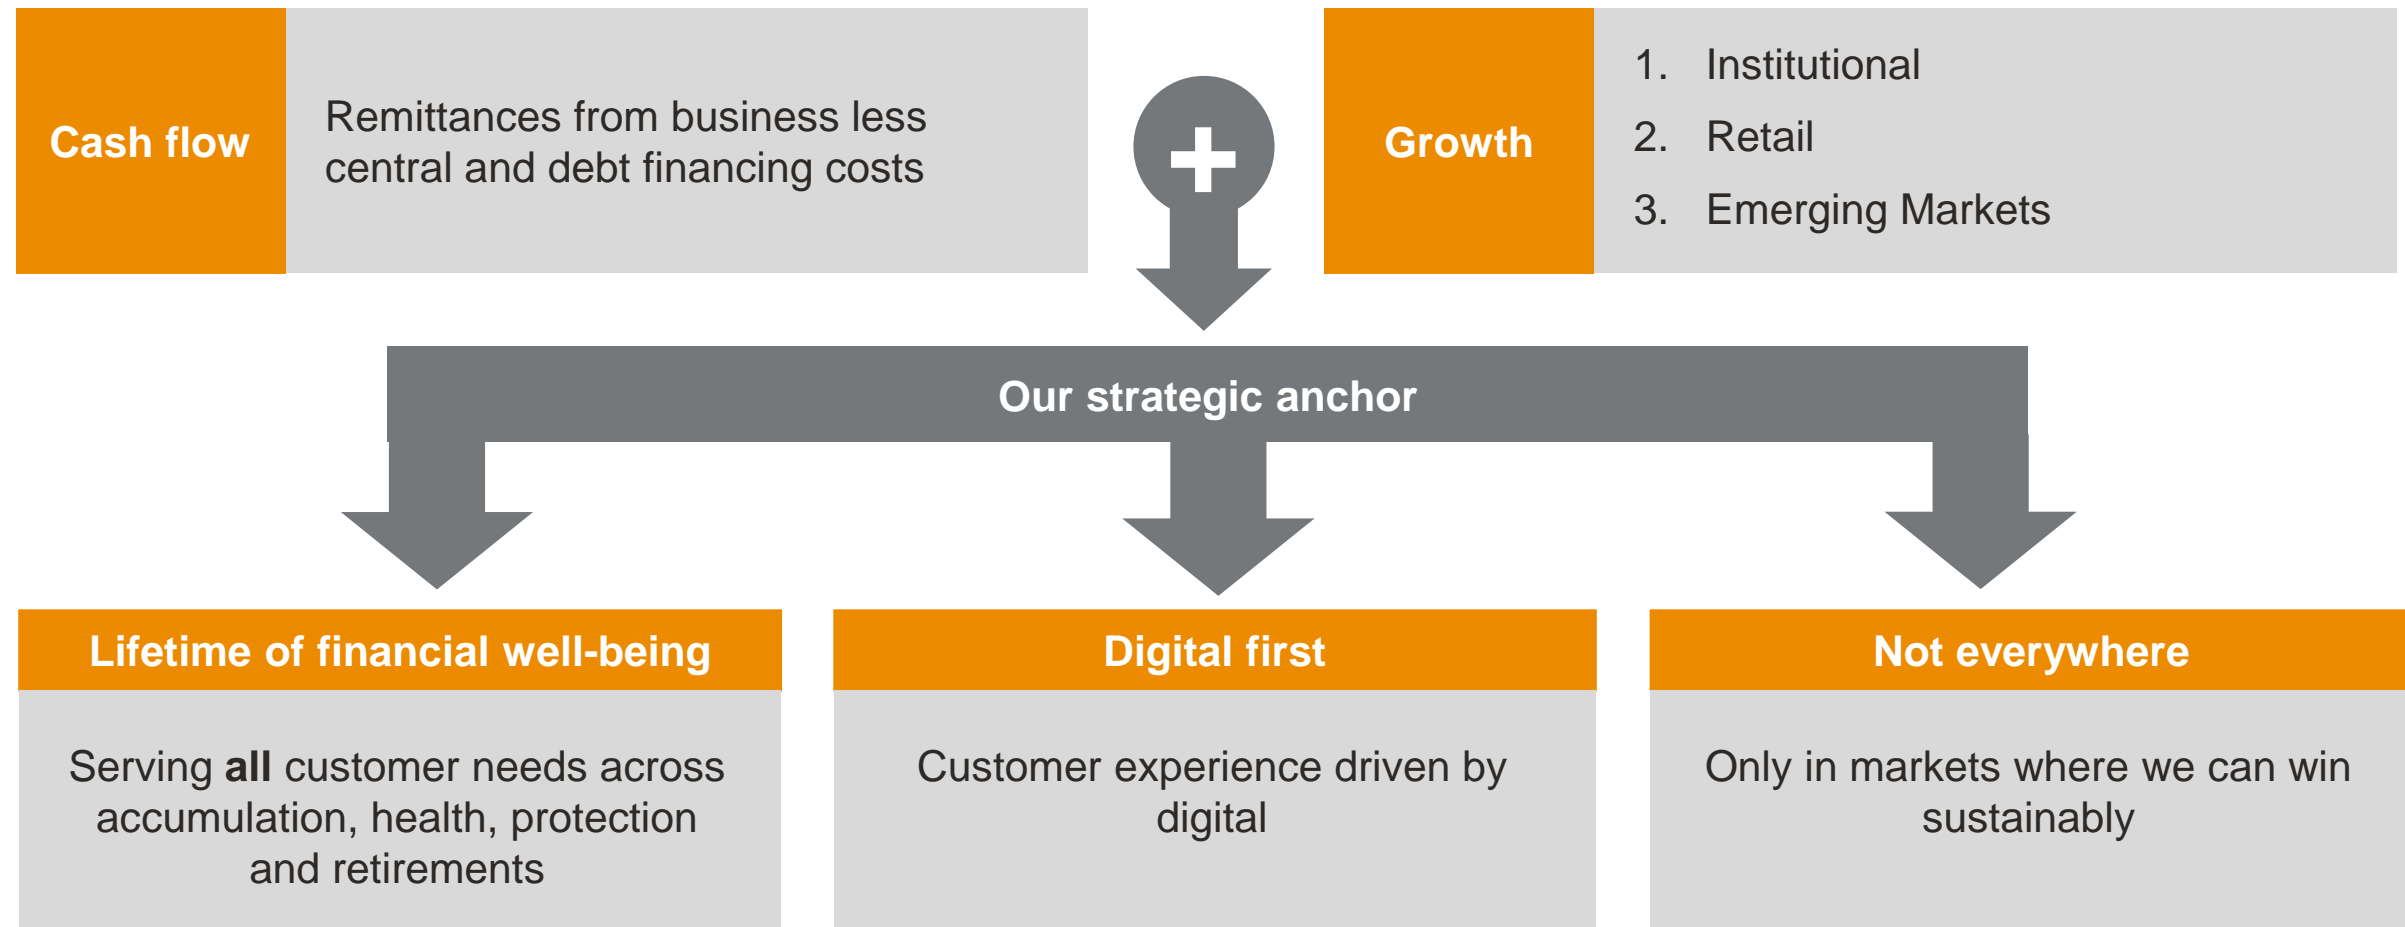 Cash flow
Remittances from business less
central and debt financing costs
+
Growth
1. Institutional
2. Retail
3. Emerging Markets
Our strategic anchor
Lifetime of financial well-being
Serving all customer needs across
accumulation, health, protection
and retirements
Digital first
Customer experience driven by
digital
Not everywhere
Only in markets where we can win
sustainably